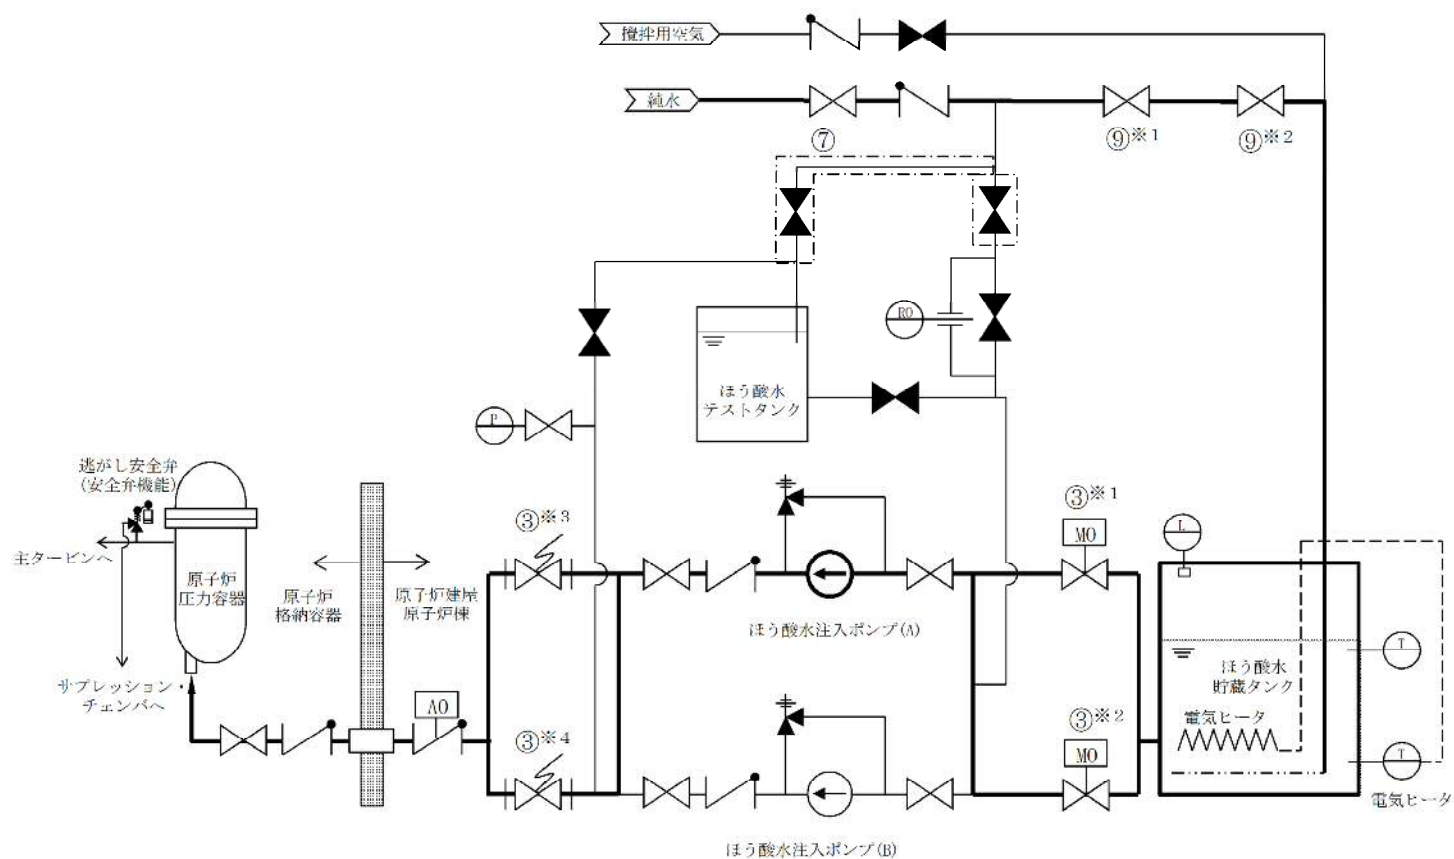 攪拌用空気
純水
⑨※1
⑨※2
⑦
RO
ほう酸水
テストタンク
P
逃がし安全弁
(安全弁機能)
主タービンへ
原子炉
圧力容器
サプレッション・
チェンバへ
原子炉
格納容器
原子炉建屋
原子炉棟
AO
③※3
③※4
ほう酸水注入ポンプ(A)
ほう酸水注入ポンプ(B)
③※1
MO
③※2
MO
L
ほう酸水
貯蔵タンク
電気ヒータ
T
T
電気ヒータ